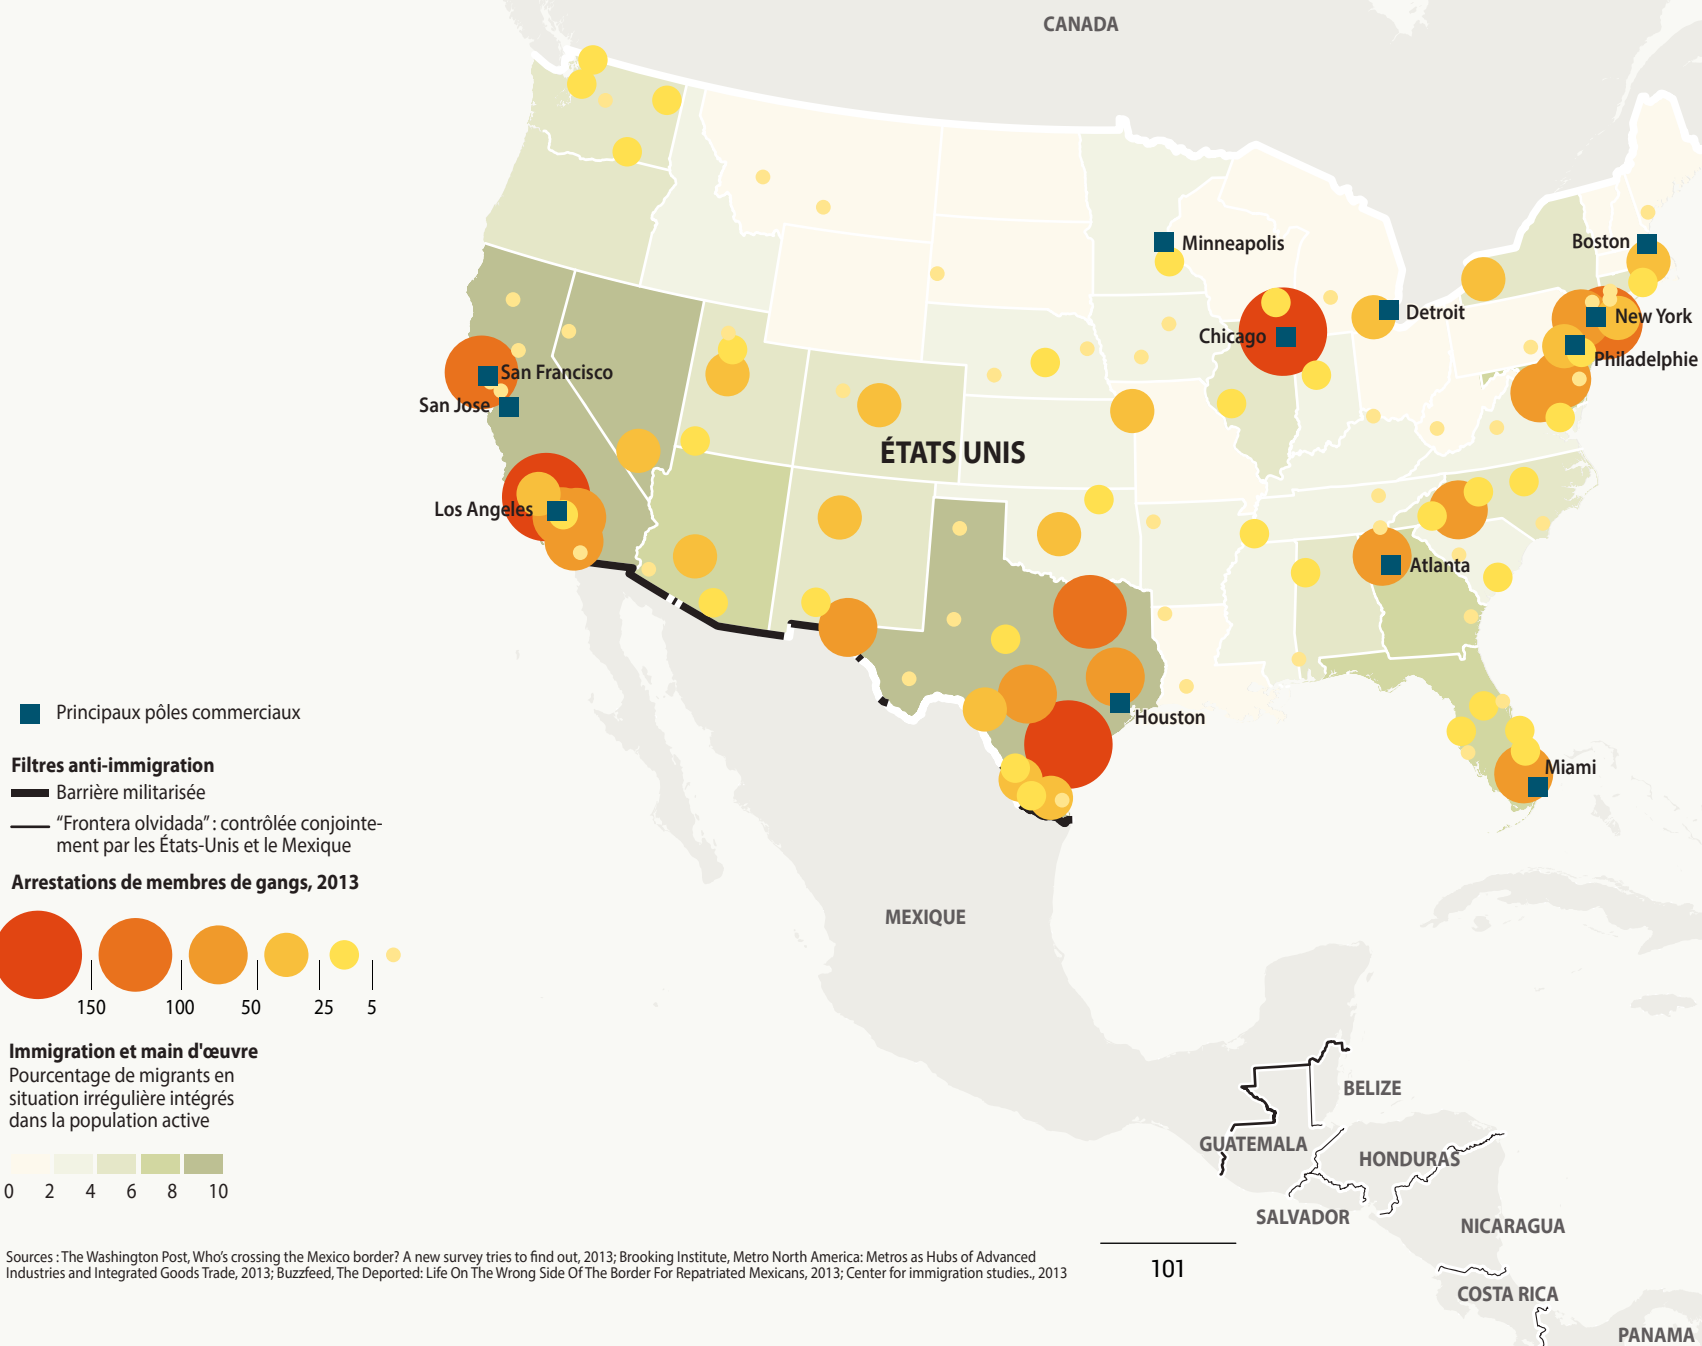 CANADA
Minneapolis
Boston
Detroit
New York
Chicago
Philadelphie
San Francisco
San Jose
ÉTATS UNIS
Los Angeles
Atlanta
Houston
Miami
MEXIQUE
BELIZE
GUATEMALA
HONDURAS
SALVADOR
NICARAGUA
COSTA RICA
PANAMA
Principaux pôles commerciaux
Filtres anti-immigration
Barrière militarisée
“Frontera olvidada” : contrôlée conjointe-
ment par les États-Unis et le Mexique
Arrestations de membres de gangs, 2013
150 100 50 25 5
Immigration et main d'œuvre
Pourcentage de migrants en
situation irrégulière intégrés
dans la population active
0 2 4 6 8 10
Sources : The Washington Post, Who’s crossing the Mexico border? A new survey tries to find out, 2013; Brooking Institute, Metro North America: Metros as Hubs of Advanced
Industries and Integrated Goods Trade, 2013; Buzzfeed, The Deported: Life On The Wrong Side Of The Border For Repatriated Mexicans, 2013; Center for immigration studies., 2013
101